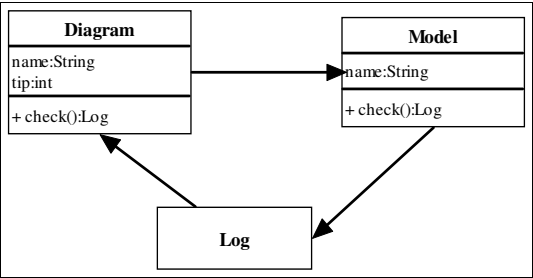 Diagram
name:String
tip:int
+ check():Log
Model
name:String
+ check():Log
Log